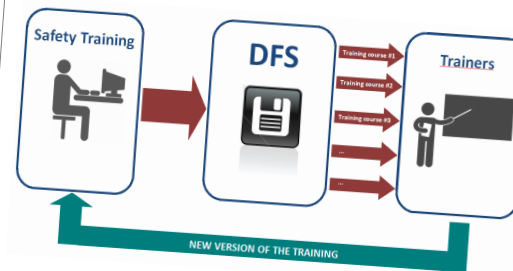 Safety Training
DFS
Training course #1
Training course #2
Training course #3
...
...
Trainers
NEW VERSION OF THE TRAINING